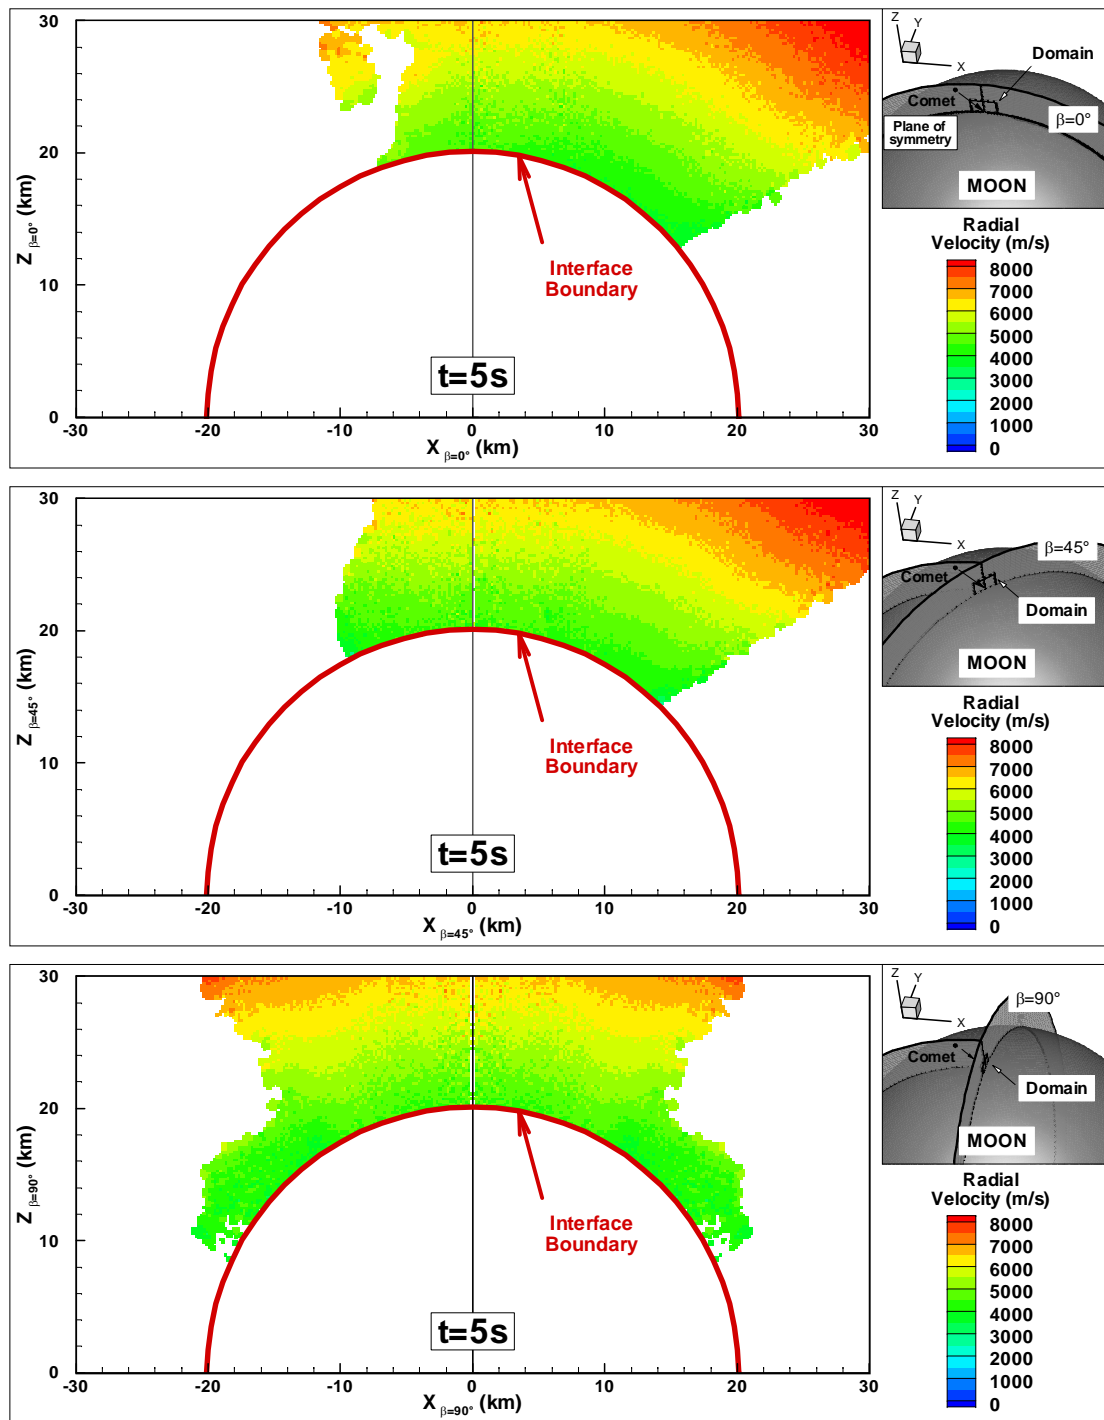 30
20
10
0
-30
-20
-10
0
10
20
30
Z β=0° (km)
X β=0° (km)
Interface
Boundary
t=5s
Z
Y
X
Domain
Comet
β=0°
Plane of
symmetry
MOON
Radial
Velocity (m/s)
8000
7000
6000
5000
4000
3000
2000
1000
0
30
20
10
0
-30
-20
-10
0
10
20
30
Z β=45° (km)
X β=45° (km)
Interface
Boundary
t=5s
Z
Y
X
β=45°
Comet
Domain
MOON
Radial
Velocity (m/s)
8000
7000
6000
5000
4000
3000
2000
1000
0
30
20
10
0
-30
-20
-10
0
10
20
30
Z β=90° (km)
X β=90° (km)
Interface
Boundary
t=5s
Z
Y
X
β=90°
Comet
Domain
MOON
Radial
Velocity (m/s)
8000
7000
6000
5000
4000
3000
2000
1000
0